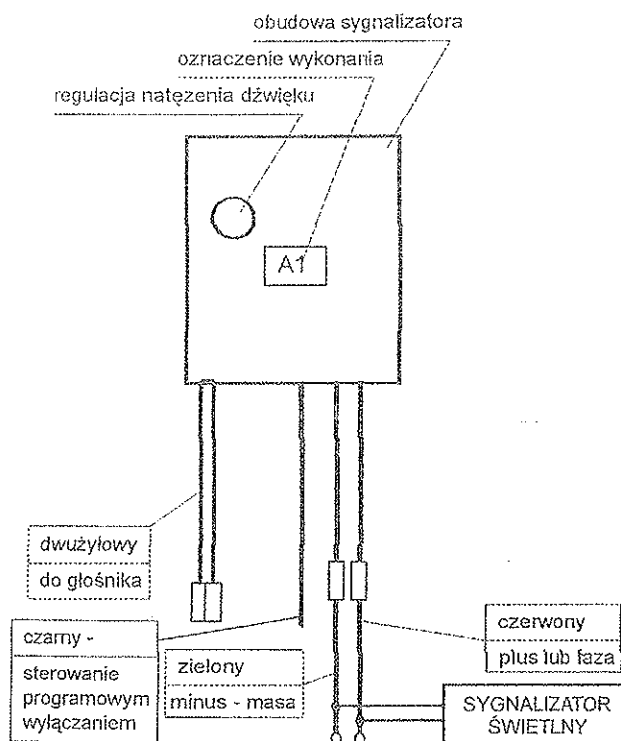 obudowa sygnalizatora
oznaczenie wykonania
regulacja natęzenia dźwięku
A1
dwużyłowy
do głośnika
czarny -
sterowanie
programowym
wyłączaniem
zielony
minus - masa
czerwony
plus lub faza
SYGNALIZATOR
ŚWIETLNY